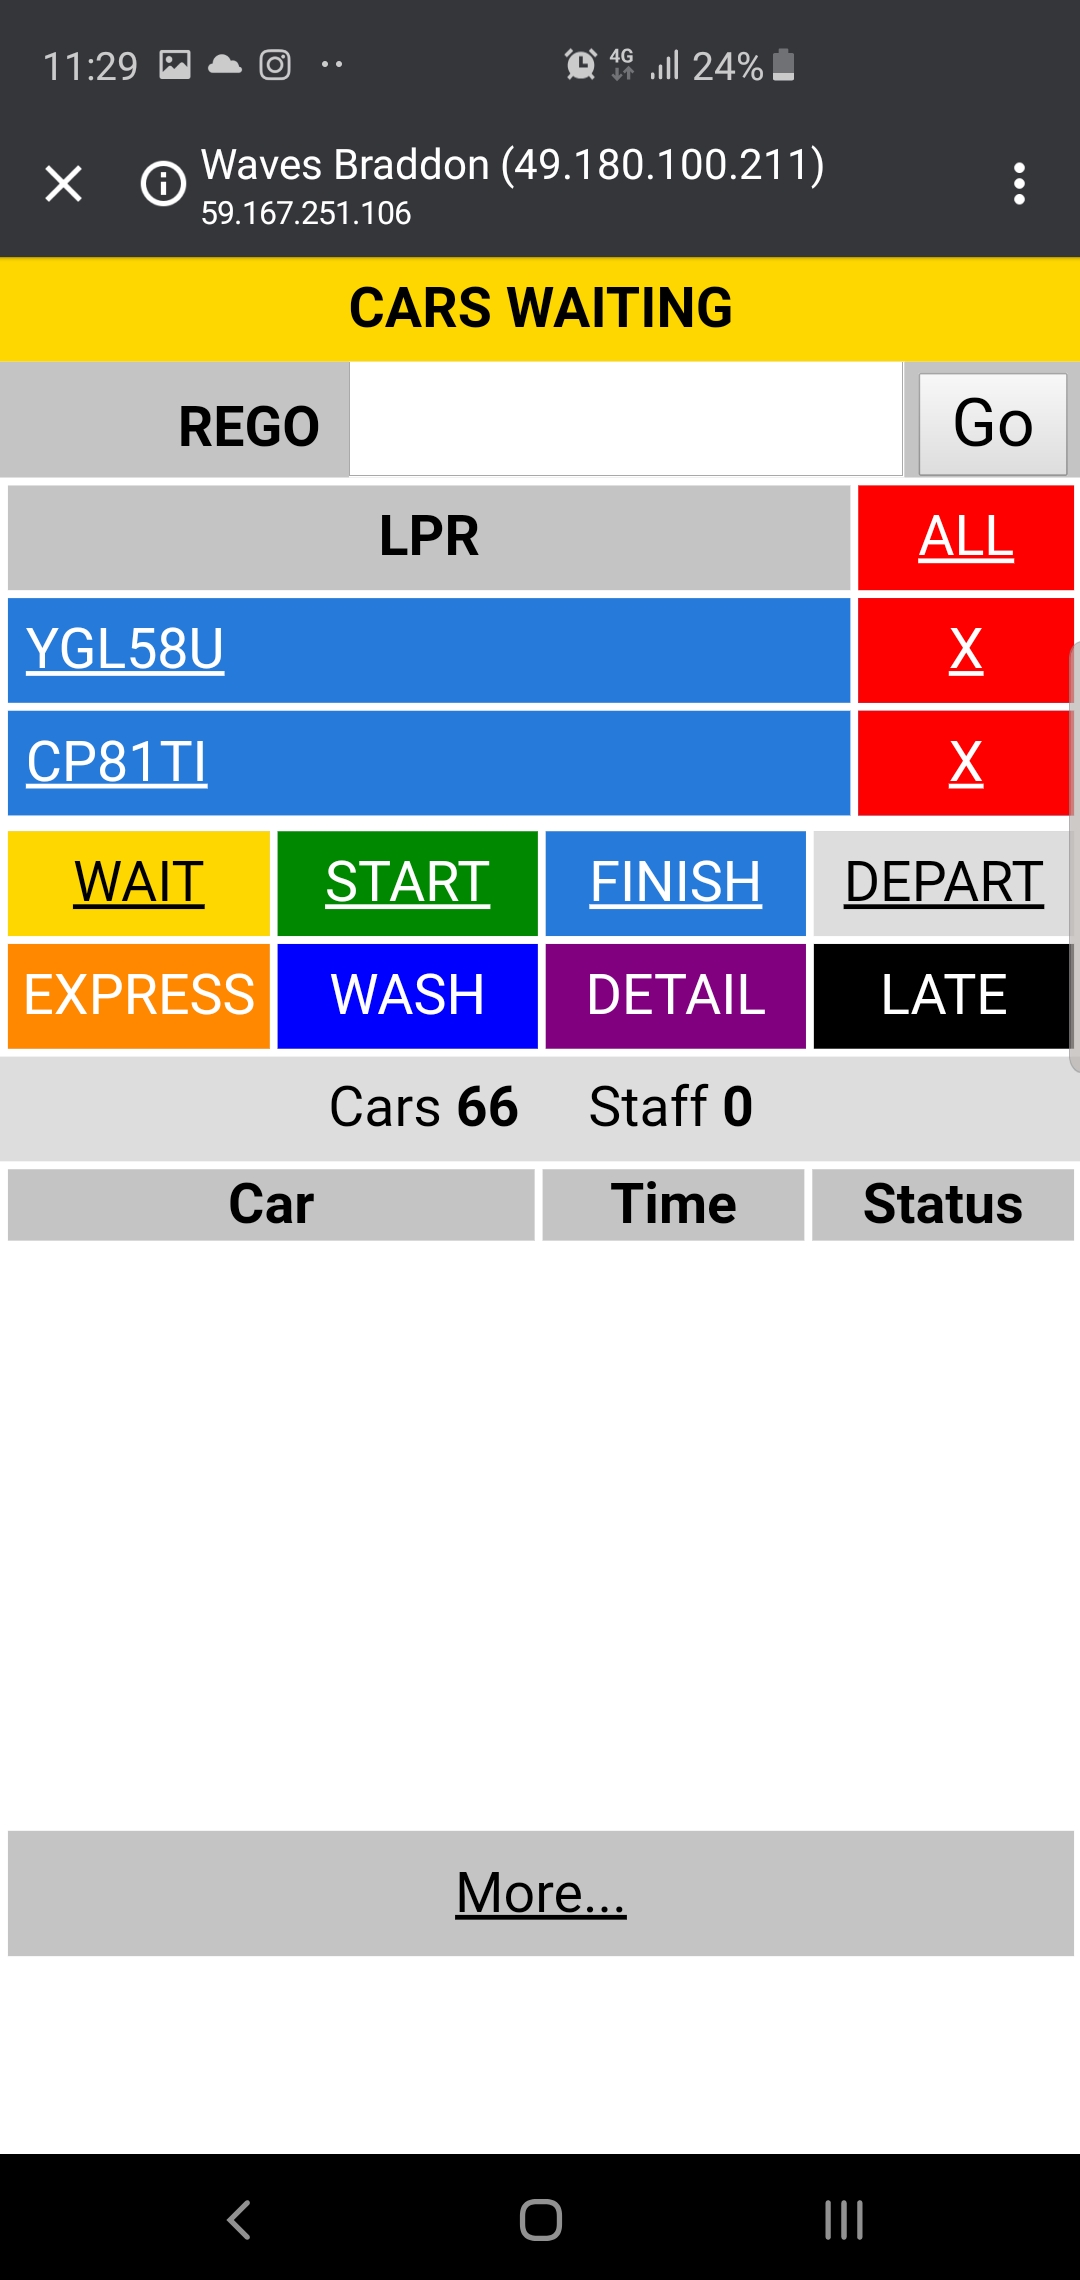 11:29 4G 24%
Waves Braddon (49.180.100.211)
59.167.251.106
CARS WAITING
REGO Go
LPR ALL
YGL58U X
CP81TI X
WAIT START FINISH DEPART
EXPRESS WASH DETAIL LATE
Cars 66 Staff 0
Car Time Status
More...